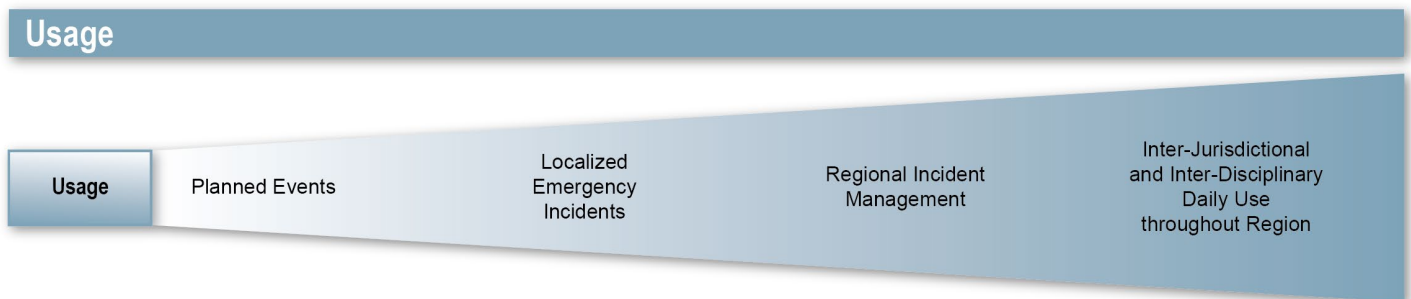 Usage
Usage
Planned Events
Localized
Emergency
Incidents
Regional Incident
Management
Inter-Jurisdictional
and Inter-Disciplinary
Daily Use
throughout Region